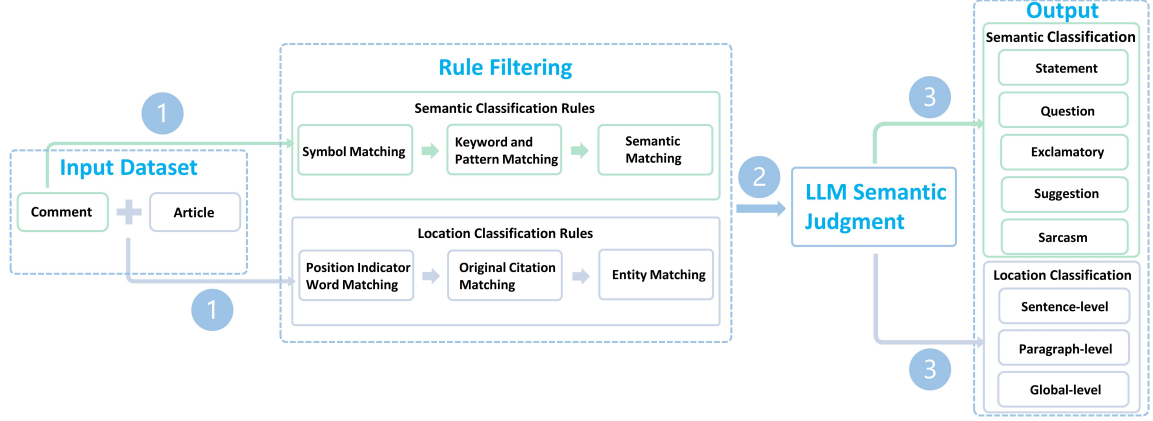 Input Dataset
Comment
Article
1
1
Rule Filtering
Semantic Classification Rules
Symbol Matching
Keyword and
Pattern Matching
Semantic
Matching
Location Classification Rules
Position Indicator
Word Matching
Original Citation
Matching
Entity Matching
2
LLM Semantic
Judgment
3
3
Output
Semantic Classification
Statement
Question
Exclamatory
Suggestion
Sarcasm
Location Classification
Sentence-level
Paragraph-level
Global-level